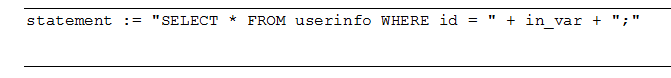 statement := "SELECT * FROM userinfo WHERE id = " + in_var + ";"